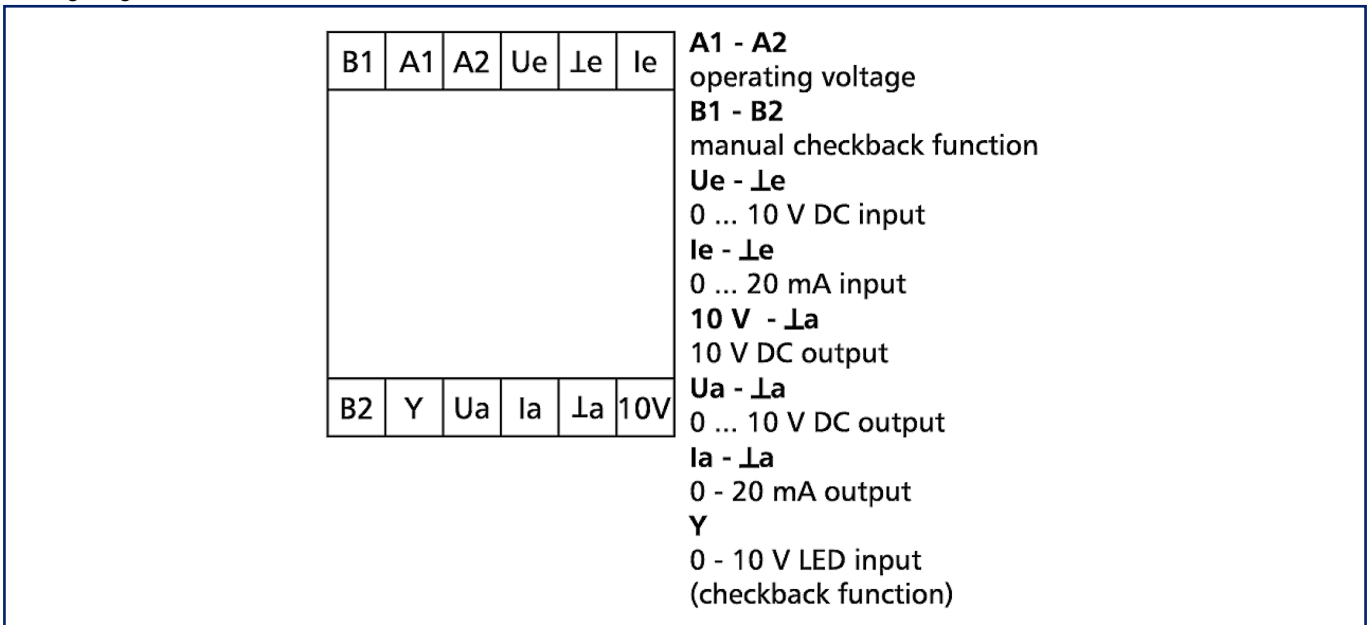 B1 A1 A2 Ue ⊥e Ie
B2 Y Ua Ia ⊥a 10V
A1 - A2
operating voltage
B1 - B2
manual checkback function
Ue - ⊥e
0 ... 10 V DC input
Ie - ⊥e
0 ... 20 mA input
10 V - ⊥a
10 V DC output
Ua - ⊥a
0 ... 10 V DC output
Ia - ⊥a
0 - 20 mA output
Y
0 - 10 V LED input
(checkback function)